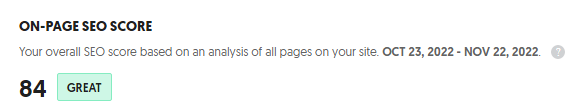 ON-PAGE SEO SCORE
Your overall SEO score based on an analysis of all pages on your site. OCT 23, 2022 - NOV 22, 2022. ?
84 GREAT